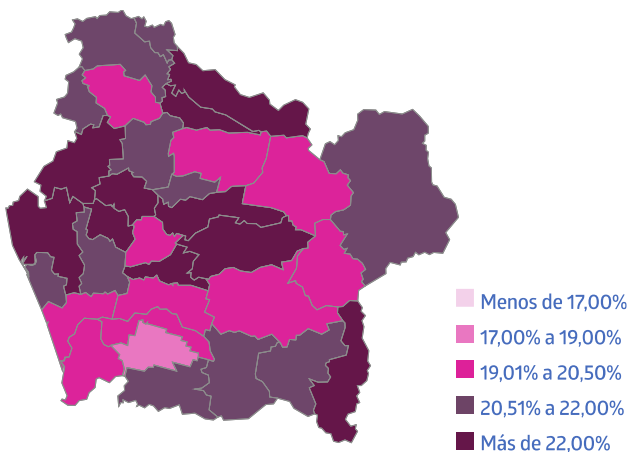 Menos de 17,00%
17,00% a 19,00%
19,01% a 20,50%
20,51% a 22,00%
Más de 22,00%